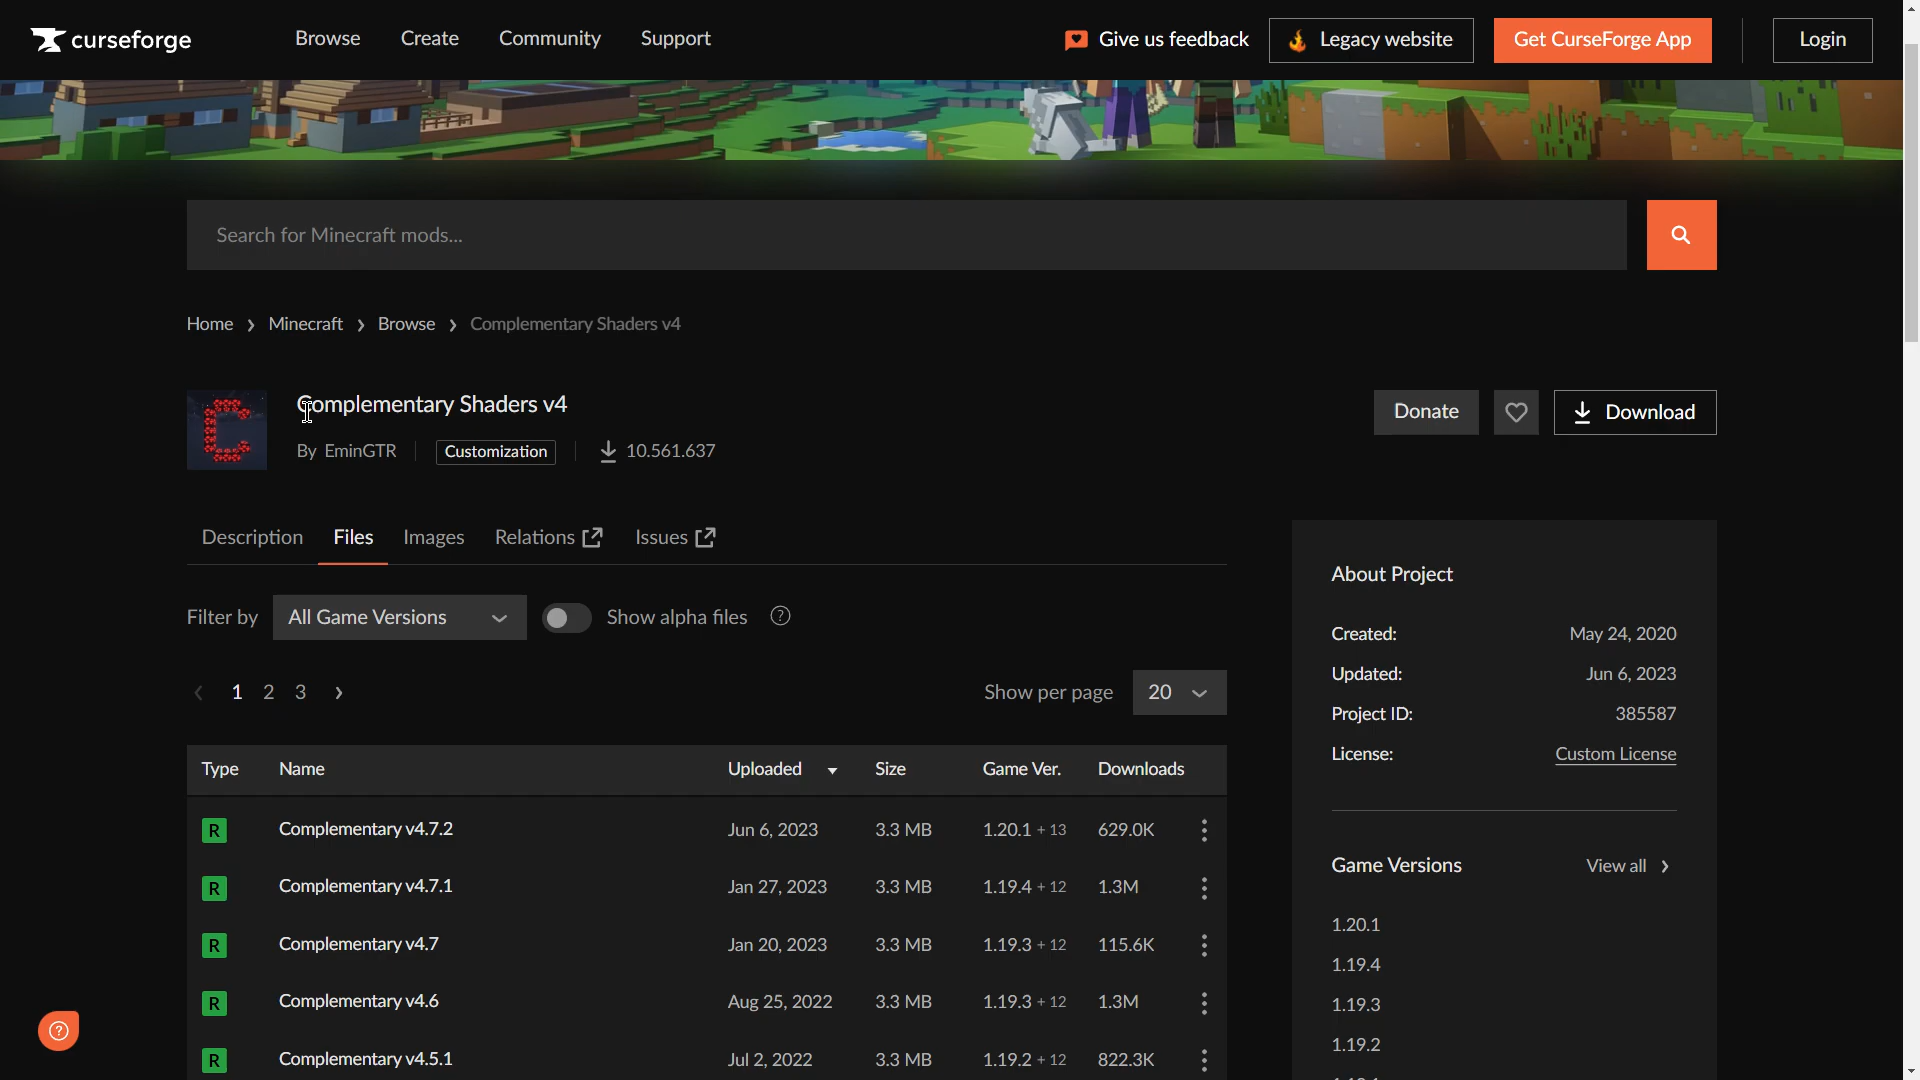 curseforge Browse Create Community Support Give us feedback Legacy website Get CurseForge App Login
Search for Minecraft mods...
Home > Minecraft > Browse > Complementary Shaders v4
Complementary Shaders v4
By EminGTR Customization 10.561.637
Donate Download
Description Files Images Relations Issues
Filter by All Game Versions Show alpha files ?
1 2 3 Show per page 20
Type Name Uploaded Size Game Ver. Downloads
R Complementary v4.7.2 Jun 6, 2023 3.3 MB 1.20.1 + 13 629.0K
R Complementary v4.7.1 Jan 27, 2023 3.3 MB 1.19.4 + 12 1.3M
R Complementary v4.7 Jan 20, 2023 3.3 MB 1.19.3 + 12 115.6K
R Complementary v4.6 Aug 25, 2022 3.3 MB 1.19.3 + 12 1.3M
R Complementary v4.5.1 Jul 2, 2022 3.3 MB 1.19.2 + 12 822.3K
About Project
Created: May 24, 2020
Updated: Jun 6, 2023
Project ID: 385587
License: Custom License
Game Versions View all
1.20.1
1.19.4
1.19.3
1.19.2